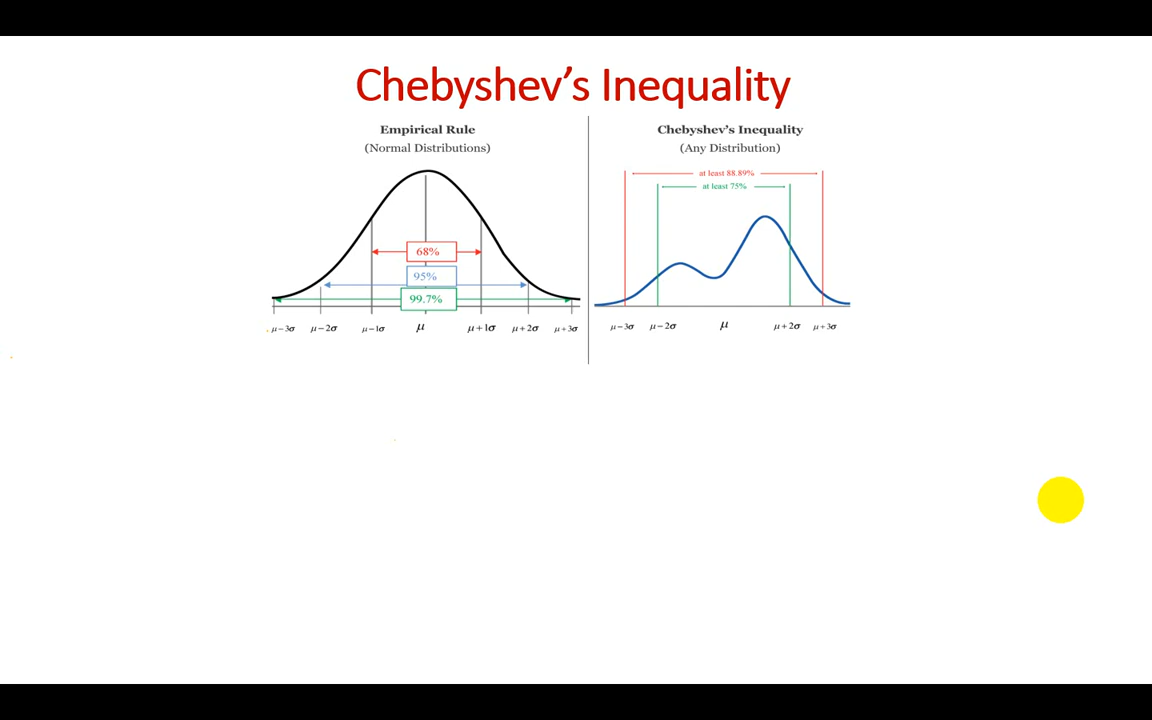 Chebyshev’s Inequality
Empirical Rule
(Normal Distributions)
68%
95%
99.7%
μ−3σ μ−2σ μ−1σ μ μ+1σ μ+2σ μ+3σ
Chebyshev’s Inequality
(Any Distribution)
at least 88.89%
at least 75%
μ−3σ μ−2σ μ μ+2σ μ+3σ